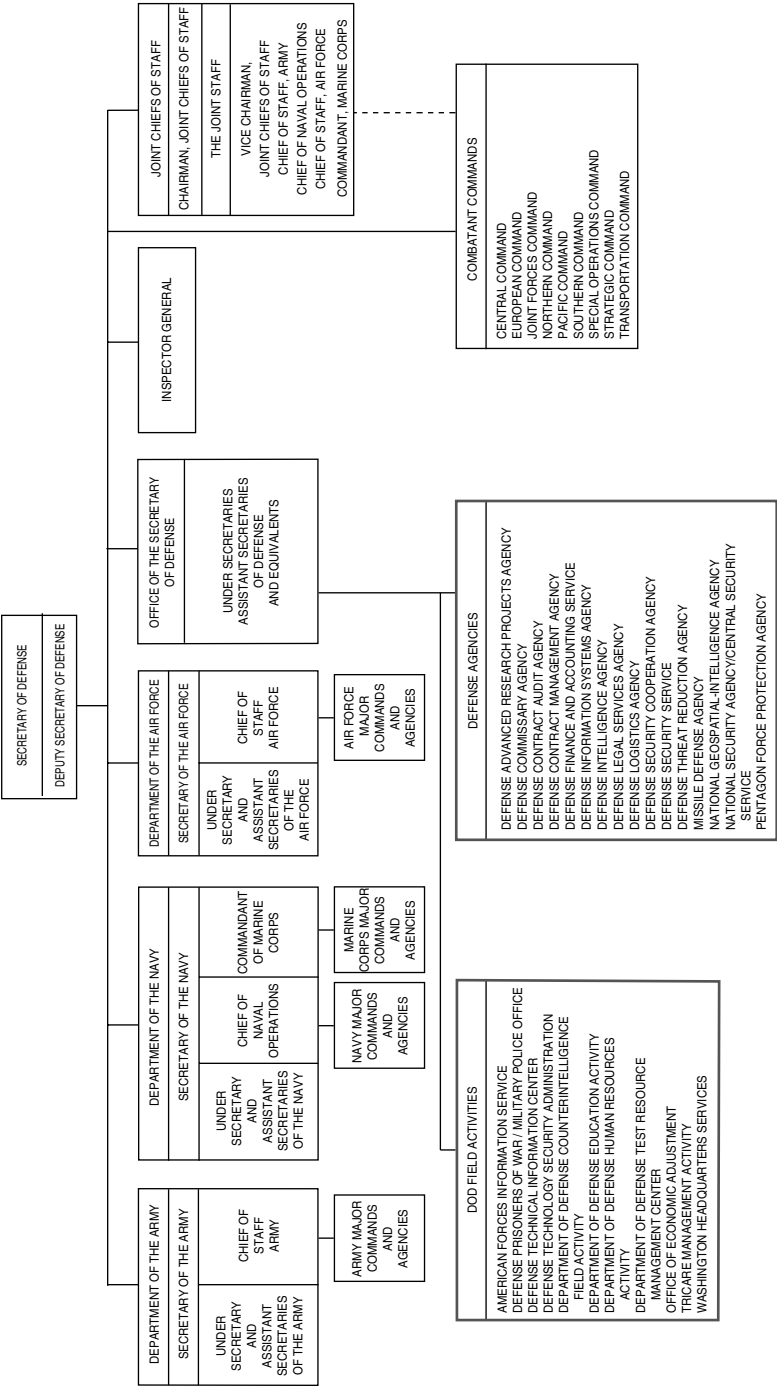 SECRETARY OF DEFENSE
DEPUTY SECRETARY OF DEFENSE
DEPARTMENT OF THE ARMY
SECRETARY OF THE ARMY
UNDER
SECRETARY
AND
ASSISTANT
SECRETARIES
OF THE ARMY
CHIEF OF
STAFF
ARMY
ARMY MAJOR
COMMANDS
AND
AGENCIES
DEPARTMENT OF THE NAVY
SECRETARY OF THE NAVY
UNDER
SECRETARY
AND
ASSISTANT
SECRETARIES
OF THE NAVY
CHIEF OF
NAVAL
OPERATIONS
COMMANDANT
OF MARINE
CORPS
NAVY MAJOR
COMMANDS
AND
AGENCIES
MARINE
CORPS MAJOR
COMMANDS
AND
AGENCIES
DEPARTMENT OF THE AIR FORCE
SECRETARY OF THE AIR FORCE
UNDER
SECRETARY
AND
ASSISTANT
SECRETARIES
OF THE
AIR FORCE
CHIEF OF
STAFF
AIR FORCE
AIR FORCE
MAJOR
COMMANDS
AND
AGENCIES
OFFICE OF THE SECRETARY
OF DEFENSE
UNDER SECRETARIES
ASSISTANT SECRETARIES
OF DEFENSE
AND EQUIVALENTS
INSPECTOR GENERAL
JOINT CHIEFS OF STAFF
CHAIRMAN, JOINT CHIEFS OF STAFF
THE JOINT STAFF
VICE CHAIRMAN,
JOINT CHIEFS OF STAFF
CHIEF OF STAFF, ARMY
CHIEF OF NAVAL OPERATIONS
CHIEF OF STAFF, AIR FORCE
COMMANDANT, MARINE CORPS
DOD FIELD ACTIVITIES
AMERICAN FORCES INFORMATION SERVICE
DEFENSE PRISONERS OF WAR / MILITARY POLICE OFFICE
DEFENSE TECHNICAL INFORMATION CENTER
DEFENSE TECHNOLOGY SECURITY ADMINISTRATION
DEPARTMENT OF DEFENSE COUNTERINTELLIGENCE
FIELD ACTIVITY
DEPARTMENT OF DEFENSE EDUCATION ACTIVITY
DEPARTMENT OF DEFENSE HUMAN RESOURCES
ACTIVITY
DEPARTMENT OF DEFENSE TEST RESOURCE
MANAGEMENT CENTER
OFFICE OF ECONOMIC ADJUSTMENT
TRICARE MANAGEMENT ACTIVITY
WASHINGTON HEADQUARTERS SERVICES
DEFENSE AGENCIES
DEFENSE ADVANCED RESEARCH PROJECTS AGENCY
DEFENSE COMMISSARY AGENCY
DEFENSE CONTRACT AUDIT AGENCY
DEFENSE CONTRACT MANAGEMENT AGENCY
DEFENSE FINANCE AND ACCOUNTING SERVICE
DEFENSE INFORMATION SYSTEMS AGENCY
DEFENSE INTELLIGENCE AGENCY
DEFENSE LEGAL SERVICES AGENCY
DEFENSE LOGISTICS AGENCY
DEFENSE SECURITY COOPERATION AGENCY
DEFENSE SECURITY SERVICE
DEFENSE THREAT REDUCTION AGENCY
MISSILE DEFENSE AGENCY
NATIONAL GEOSPATIAL-INTELLIGENCE AGENCY
NATIONAL SECURITY AGENCY/CENTRAL SECURITY
SERVICE
PENTAGON FORCE PROTECTION AGENCY
COMBATANT COMMANDS
CENTRAL COMMAND
EUROPEAN COMMAND
JOINT FORCES COMMAND
NORTHERN COMMAND
PACIFIC COMMAND
SOUTHERN COMMAND
SPECIAL OPERATIONS COMMAND
STRATEGIC COMMAND
TRANSPORTATION COMMAND